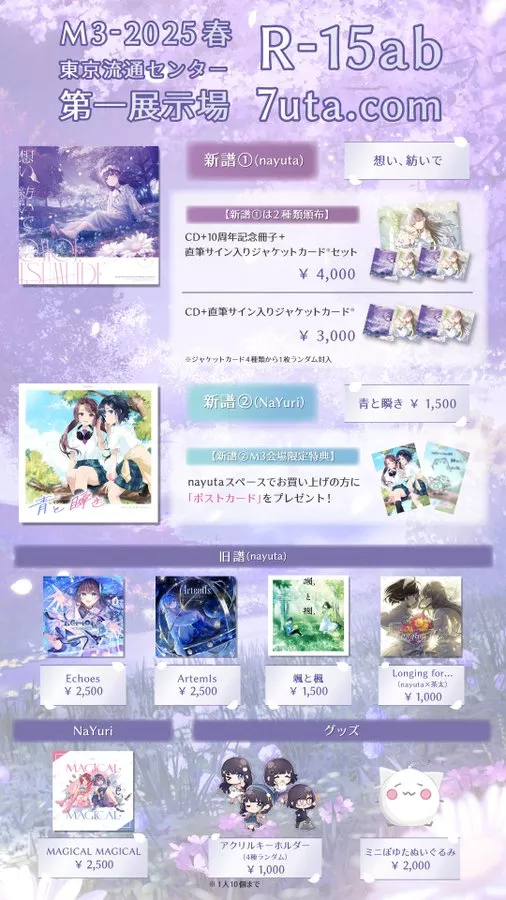 M3-2025春
東京流通センター
第一展示場
R-15ab
7uta.com
新譜①(nayuta)
想い、紡いで
【新譜①は2種類頒布】
CD+10周年記念冊子+
直筆サイン入りジャケットカード*セット
¥ 4,000
CD+直筆サイン入りジャケットカード*
¥ 3,000
※ジャケットカード4種類から1枚ランダム封入
新譜②(NaYuri)
青と瞬き ¥ 1,500
青と瞬き
【新譜②M3会場限定特典】
nayutaスペースでお買い上げの方に
「ポストカード」をプレゼント!
旧譜(nayuta)
Echoes
¥ 2,500
ArtemIs
ArtemIs
¥ 2,500
颯と楓
颯と楓
¥ 1,500
Longing for...
(nayuta×茶太)
¥ 1,000
NaYuri
MAGICAL
MAGICAL
MAGICAL MAGICAL
¥ 2,500
グッズ
アクリルキーホルダー
(4種ランダム)
¥ 1,000
※1人10個まで
ミニぽゆたぬいぐるみ
¥ 2,000